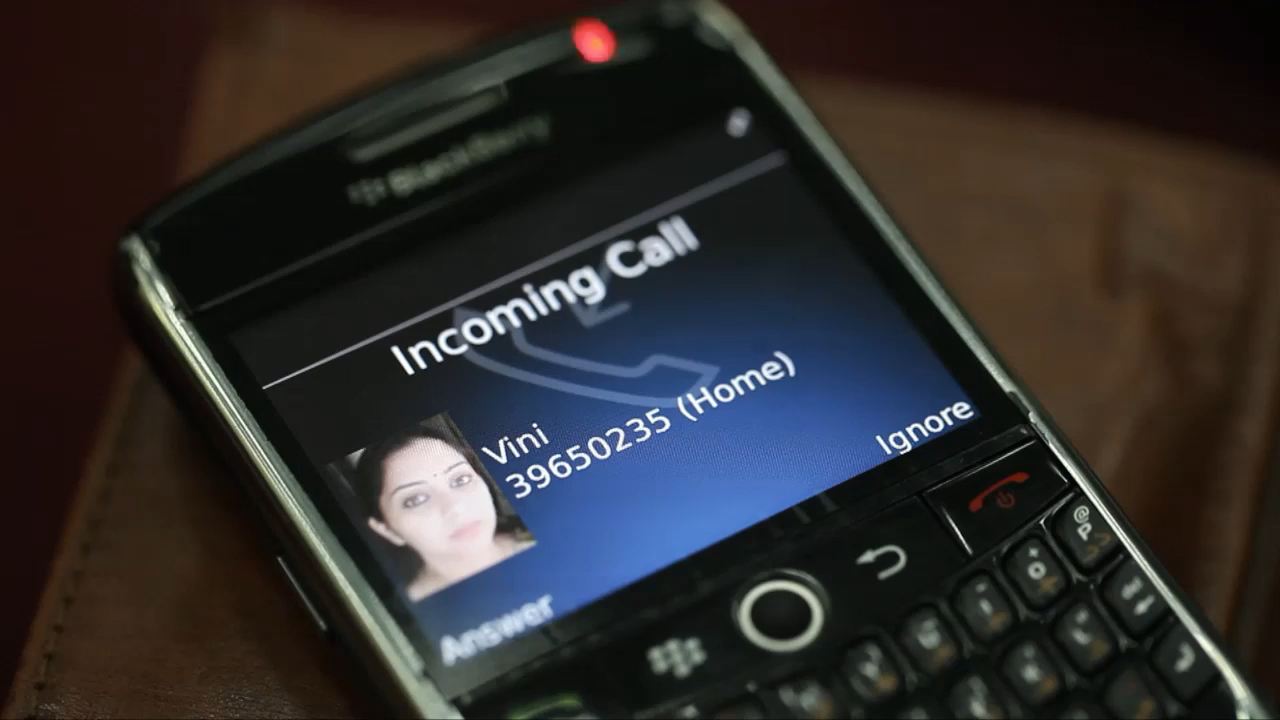 BlackBerry
Incoming Call
Vini
39650235 (Home)
Ignore
Answer
@
P